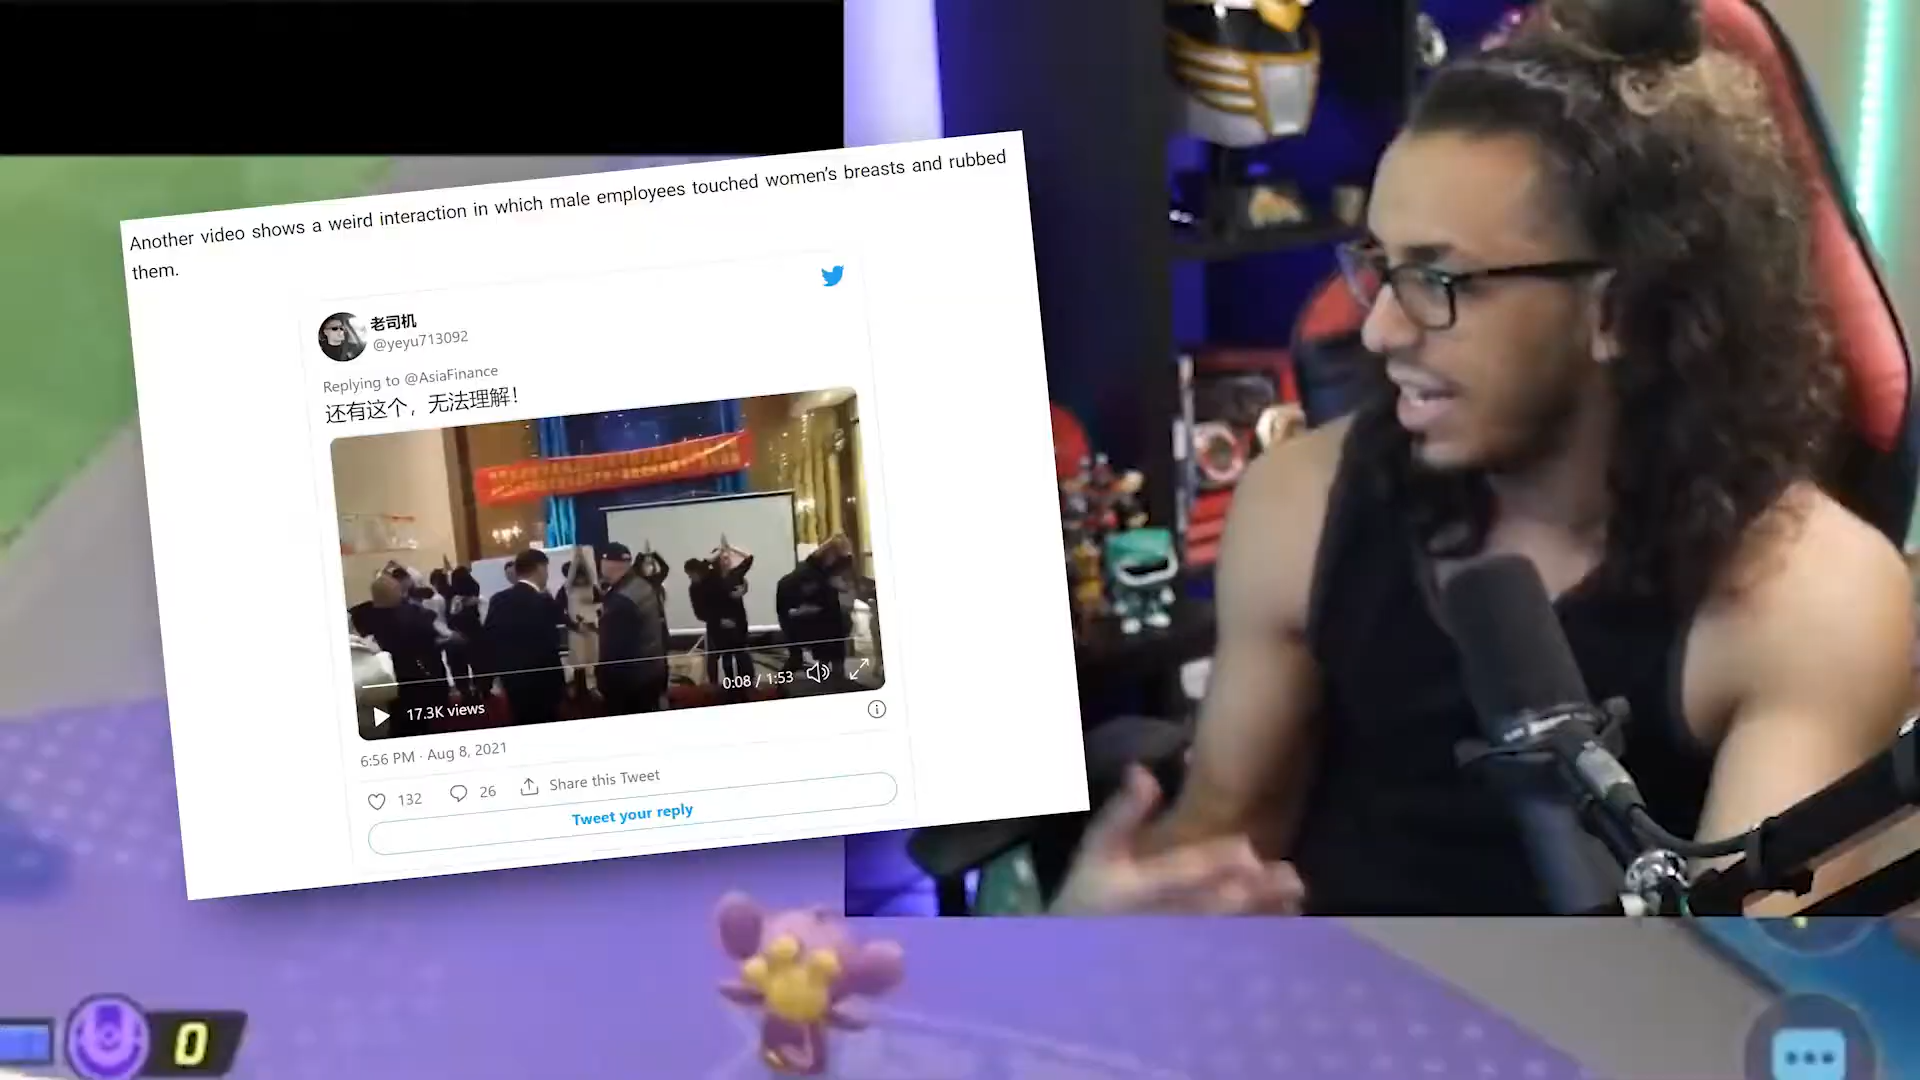 Another video shows a weird interaction in which male employees touched women's breasts and rubbed
them.
老司机
@yeyu713092
Replying to @AsiaFinance
还有这个，无法理解！
0:08 / 1:53
17.3K views
6:56 PM · Aug 8, 2021
132
26
Share this Tweet
Tweet your reply
0